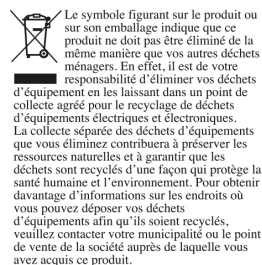 Le symbole figurant sur le produit ou
sur son emballage indique que ce
produit ne doit pas être éliminé de la
même manière que vos autres déchets
ménagers. En effet, il est de votre
responsabilité d'éliminer vos déchets
d'équipement en les laissant dans un point de
collecte agréé pour le recyclage de déchets
d'équipements électriques et électroniques.
La collecte séparée des déchets d'équipements
que vous éliminez contribuera à préserver les
ressources naturelles et à garantir que les
déchets sont recyclés d'une façon qui protège la
santé humaine et l'environnement. Pour obtenir
davantage d'informations sur les endroits où
vous pouvez déposer vos déchets
d'équipements afin qu'ils soient recyclés,
veuillez contacter votre municipalité ou le point
de vente de la société auprès de laquelle vous
avez acquis ce produit.